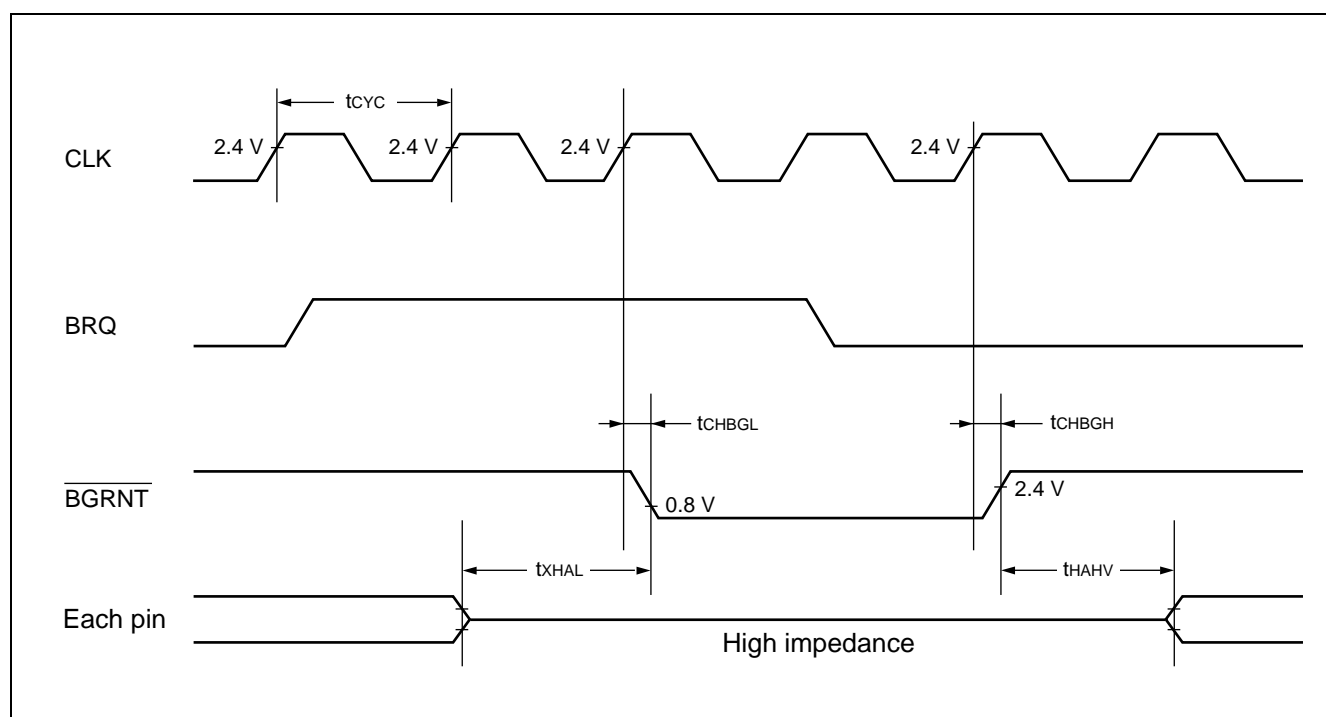 tCYC
2.4 V 2.4 V 2.4 V 2.4 V
CLK
BRQ
tCHBGL tCHBGH
BGRNT
0.8 V 2.4 V
tXHAL tHAHV
Each pin
High impedance